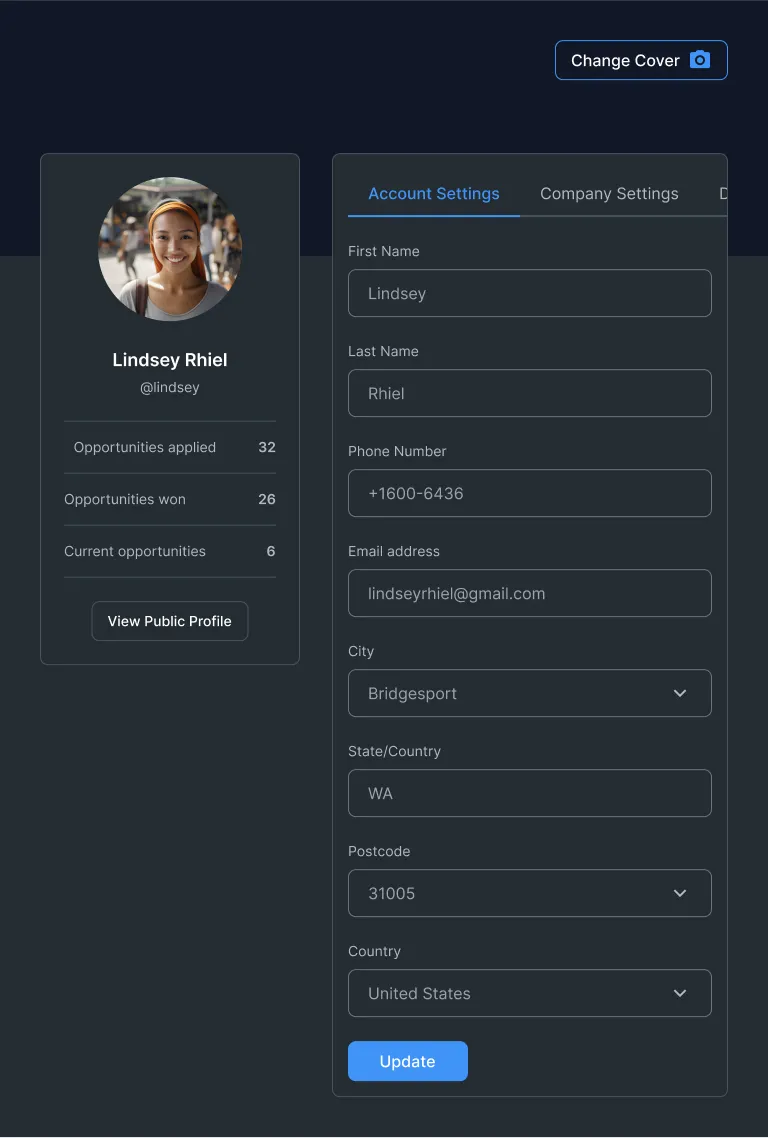 Change Cover
Lindsey Rhiel
@lindsey
Opportunities applied 32
Opportunities won 26
Current opportunities 6
View Public Profile
Account Settings Company Settings D
First Name
Lindsey
Last Name
Rhiel
Phone Number
+1600-6436
Email address
lindseyrhiel@gmail.com
City
Bridgesport
State/Country
WA
Postcode
31005
Country
United States
Update